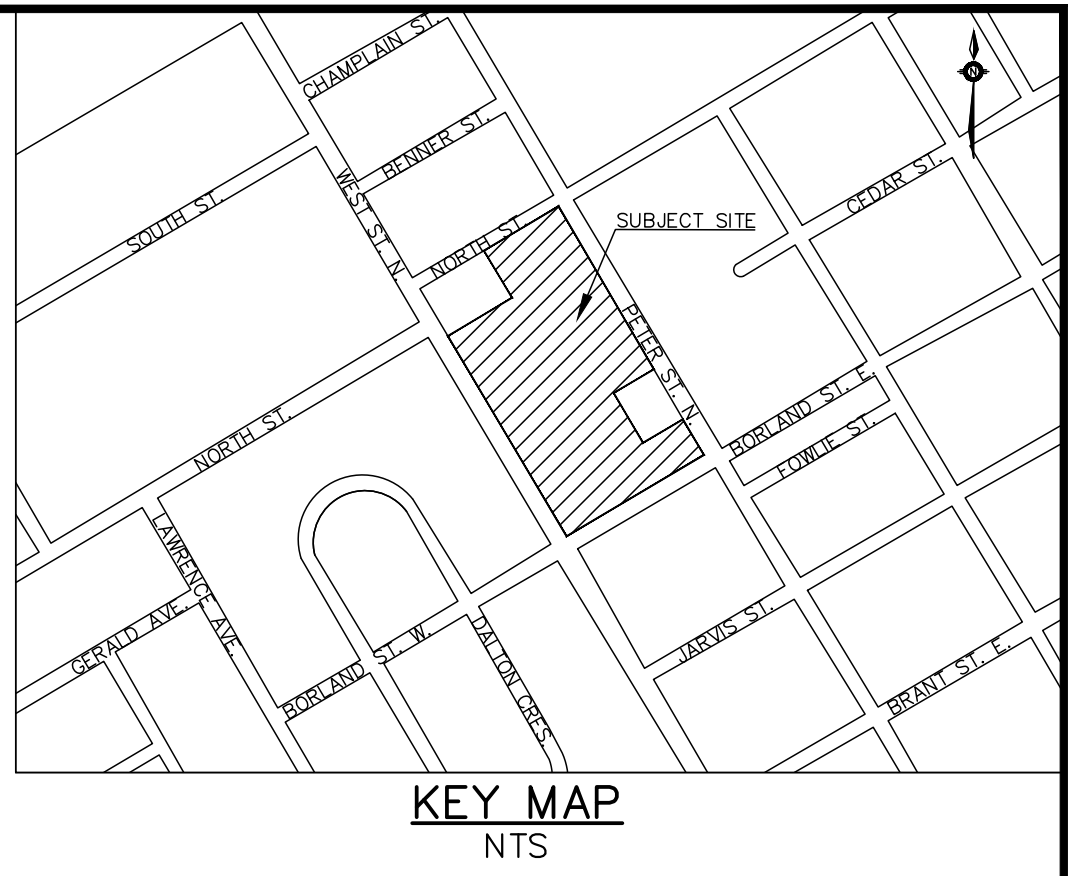 CHAMPLAIN ST.
N
BENNER ST.
CEDAR ST.
SOUTH ST.
WEST ST. N.
SUBJECT SITE
NORTH ST.
PETER ST. N.
BORLAND ST. E.
NORTH ST.
FOWLIE ST.
LAWRENCE AVE.
GERALD AVE.
JARVIS ST.
BORLAND ST. W.
DALTON CRES.
BRANT ST. E.
KEY MAP
NTS